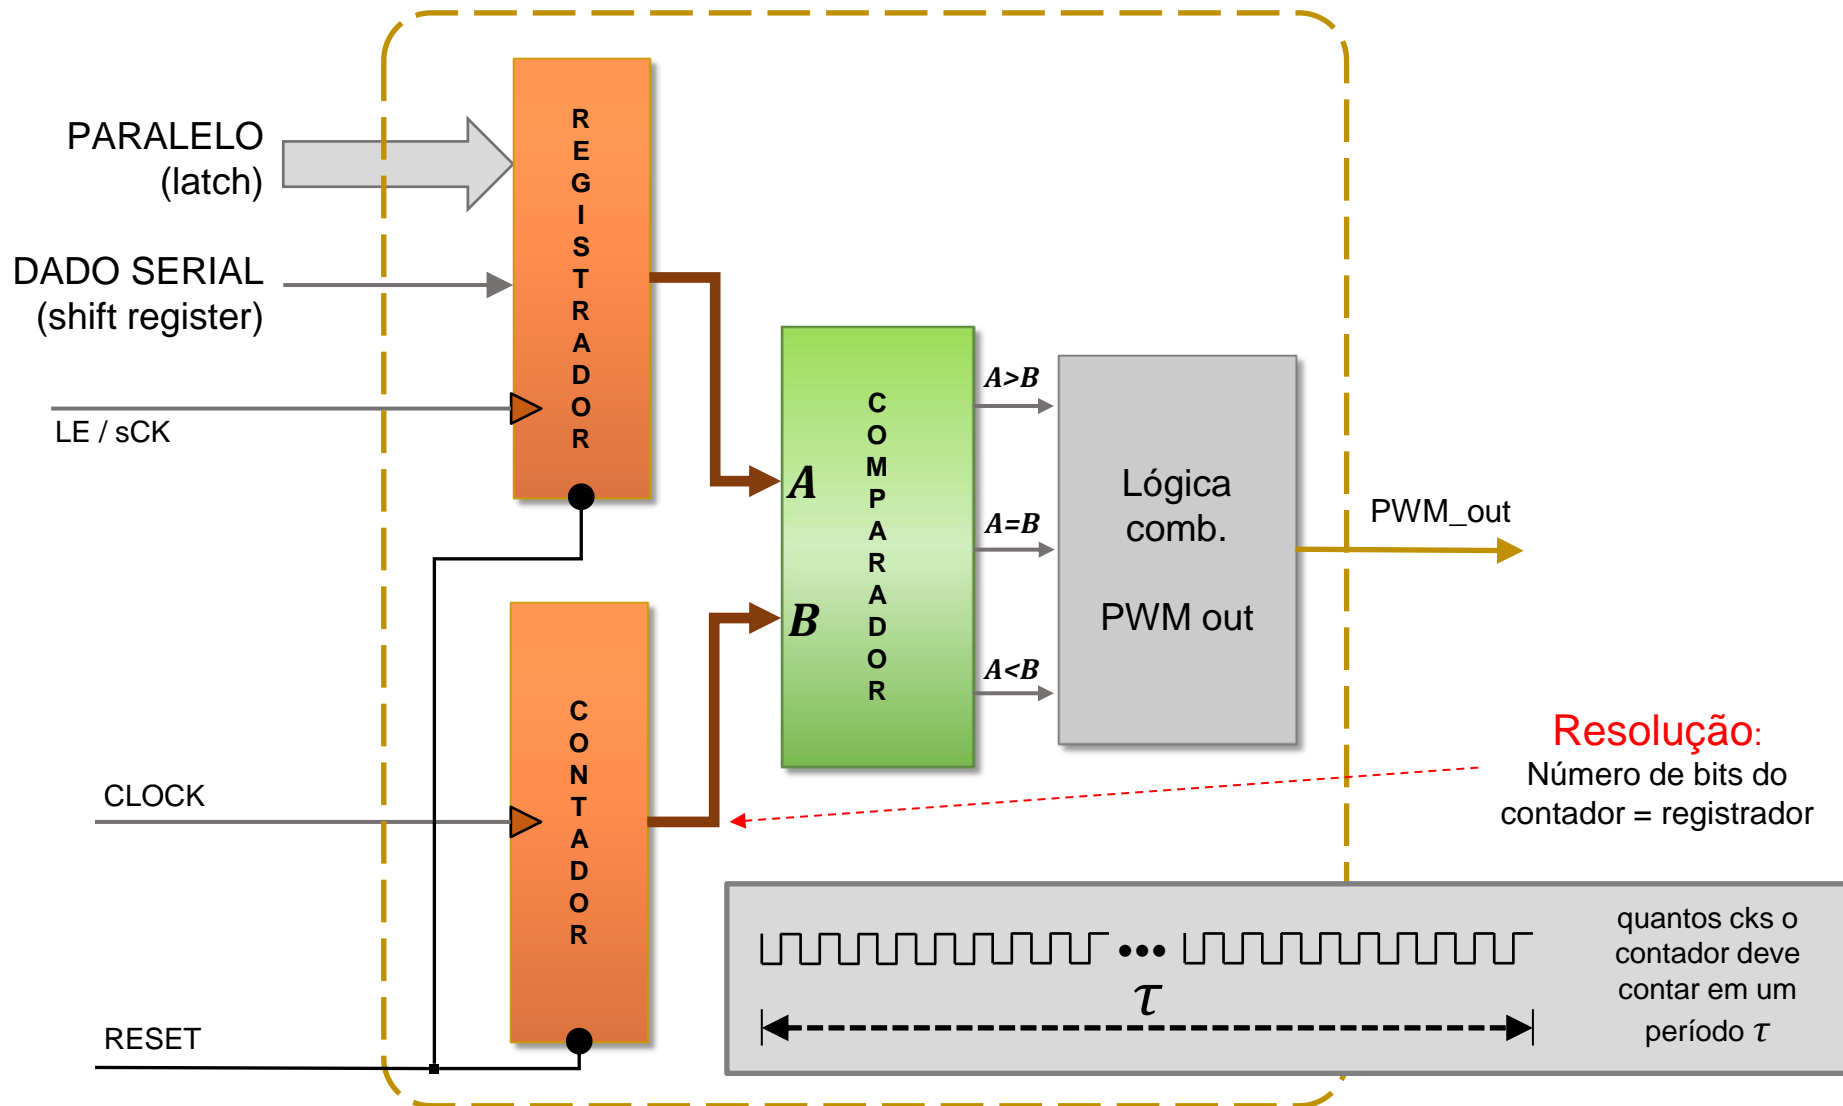 PARALELO
(latch)
DADO SERIAL
(shift register)
LE / sCK
CLOCK
RESET
REGISTRADOR
CONTADOR
A
B
COMPARADOR
A>B
A=B
A<B
Lógica
comb.
PWM out
PWM_out
Resolução:
Número de bits do
contador = registrador
τ
quantos cks o
contador deve
contar em um
período τ